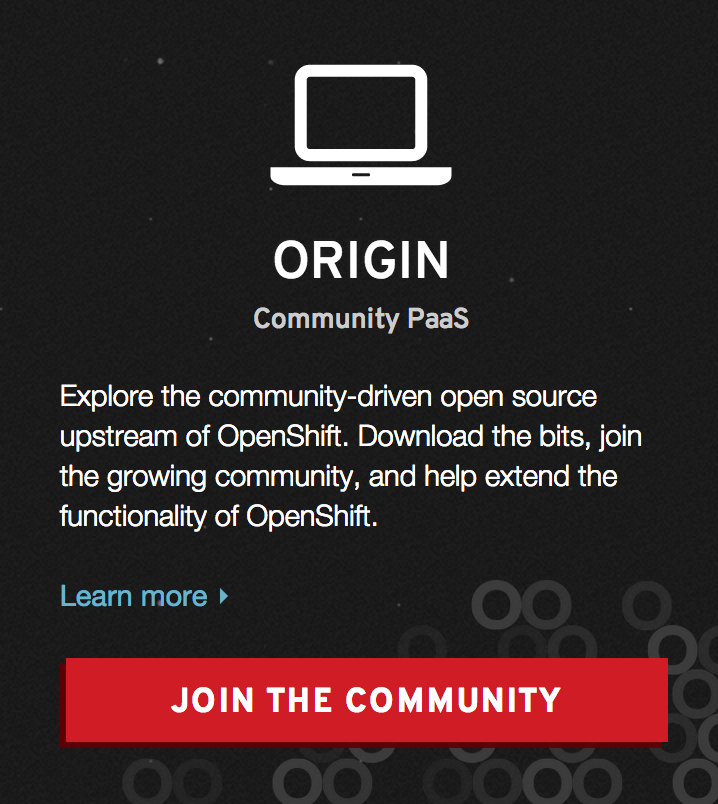 ORIGIN
Community PaaS
Explore the community-driven open source
upstream of OpenShift. Download the bits, join
the growing community, and help extend the
functionality of OpenShift.
Learn more
JOIN THE COMMUNITY